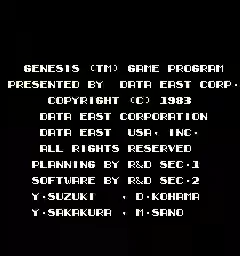 GENESIS (TM) GAME PROGRAM
PRESENTED BY DATA EAST CORP.
COPYRIGHT (C) 1983
DATA EAST CORPORATION
DATA EAST USA, INC.
ALL RIGHTS RESERVED
PLANNING BY R&D SEC.1
SOFTWARE BY R&D SEC.2
Y.SUZUKI . D.KOHAMA
Y.SAKAKURA . M.SANO